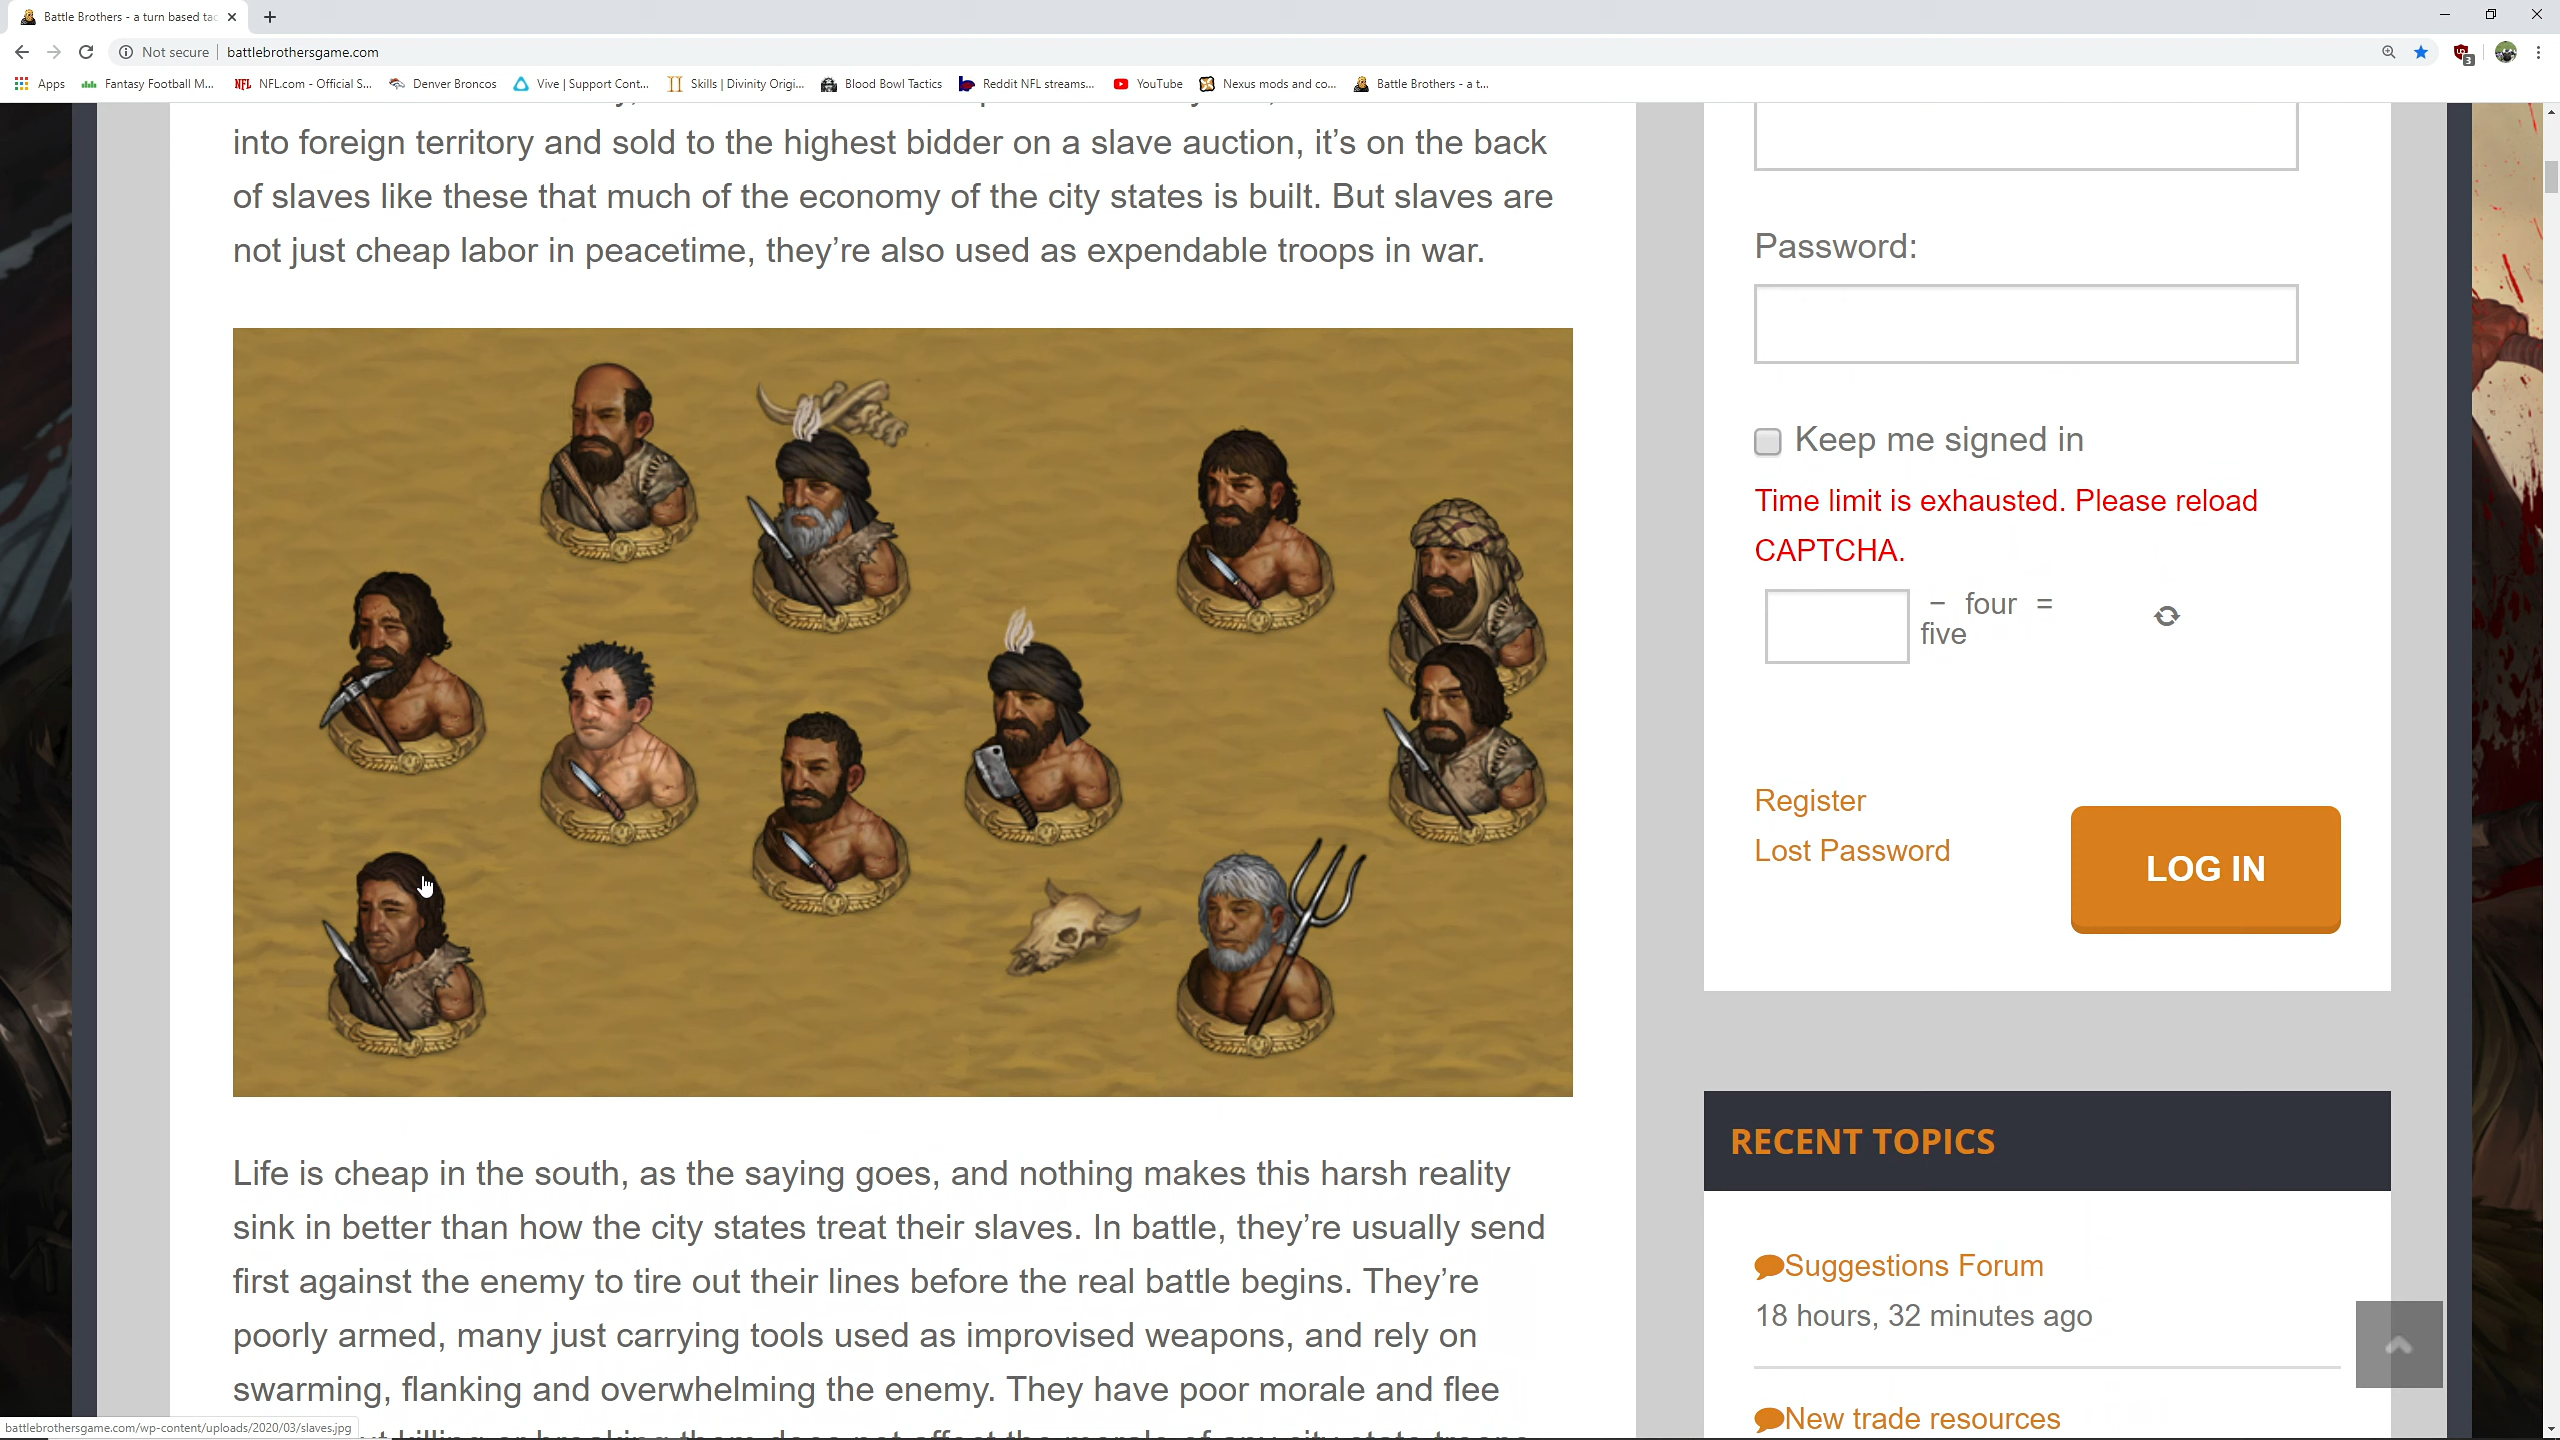 Battle Brothers - a turn based tac
Not secure
battlebrothersgame.com
Apps
Fantasy Football M...
NFL.com - Official S...
Denver Broncos
Vive | Support Cont...
Skills | Divinity Origi...
Blood Bowl Tactics
Reddit NFL streams...
YouTube
Nexus mods and co...
Battle Brothers - a t...
3
into foreign territory and sold to the highest bidder on a slave auction, it's on the back
of slaves like these that much of the economy of the city states is built. But slaves are
not just cheap labor in peacetime, they're also used as expendable troops in war.
Life is cheap in the south, as the saying goes, and nothing makes this harsh reality
sink in better than how the city states treat their slaves. In battle, they're usually send
first against the enemy to tire out their lines before the real battle begins. They're
poorly armed, many just carrying tools used as improvised weapons, and rely on
swarming, flanking and overwhelming the enemy. They have poor morale and flee
battlebrothersgame.com/wp-content/uploads/2020/03/slaves.jpg
Password:
Keep me signed in
Time limit is exhausted. Please reload
CAPTCHA.
− four =
five
Register
Lost Password
LOG IN
RECENT TOPICS
Suggestions Forum
18 hours, 32 minutes ago
New trade resources